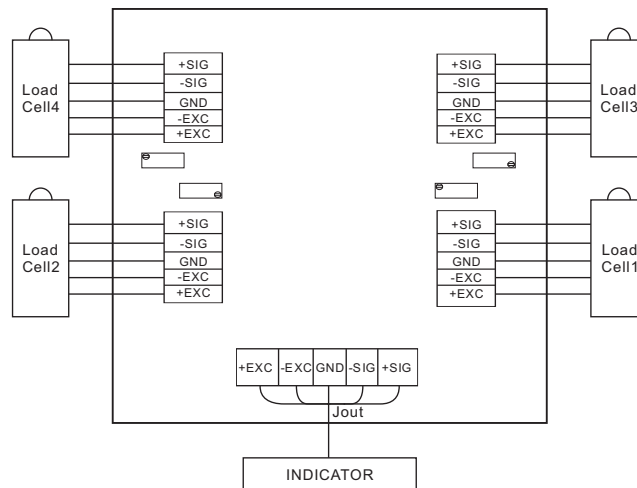 Load
Cell4
+SIG
-SIG
GND
-EXC
+EXC
+SIG
-SIG
GND
-EXC
+EXC
Load
Cell3
Load
Cell2
+SIG
-SIG
GND
-EXC
+EXC
+SIG
-SIG
GND
-EXC
+EXC
Load
Cell1
+EXC -EXC GND -SIG +SIG
Jout
INDICATOR